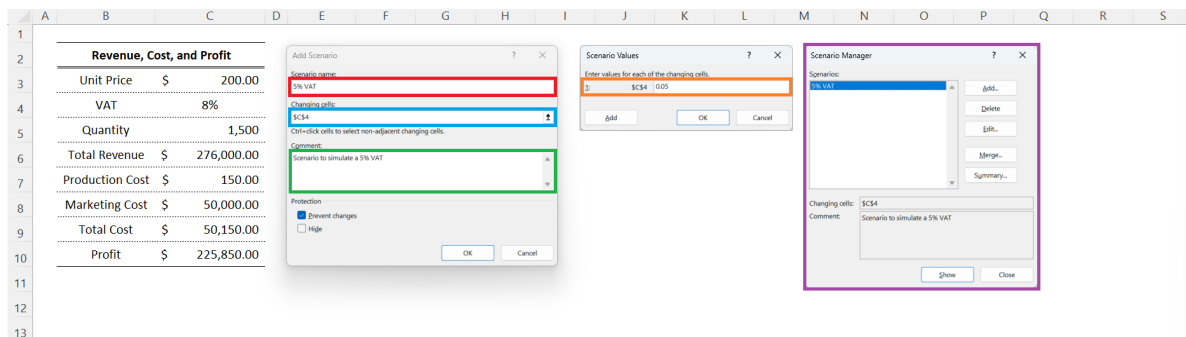 A B C D E F G H I J K L M N O P Q R S
1
2 Revenue, Cost, and Profit
3 Unit Price $ 200.00
4 VAT 8%
5 Quantity 1,500
6 Total Revenue $ 276,000.00
7 Production Cost $ 150.00
8 Marketing Cost $ 50,000.00
9 Total Cost $ 50,150.00
10 Profit $ 225,850.00
11
12
13
Add Scenario ? ×
Scenario name:
5% VAT
Changing cells:
$C$4
Ctrl+click cells to select non-adjacent changing cells.
Comment:
Scenario to simulate a 5% VAT
Protection
Prevent changes
Hide
OK Cancel
Scenario Values ? ×
Enter values for each of the changing cells.
1: $C$4 0.05
Add OK Cancel
Scenario Manager ? ×
Scenarios:
5% VAT
Add...
Delete
Edit...
Merge...
Summary...
Changing cells: $C$4
Comment: Scenario to simulate a 5% VAT
Show Close